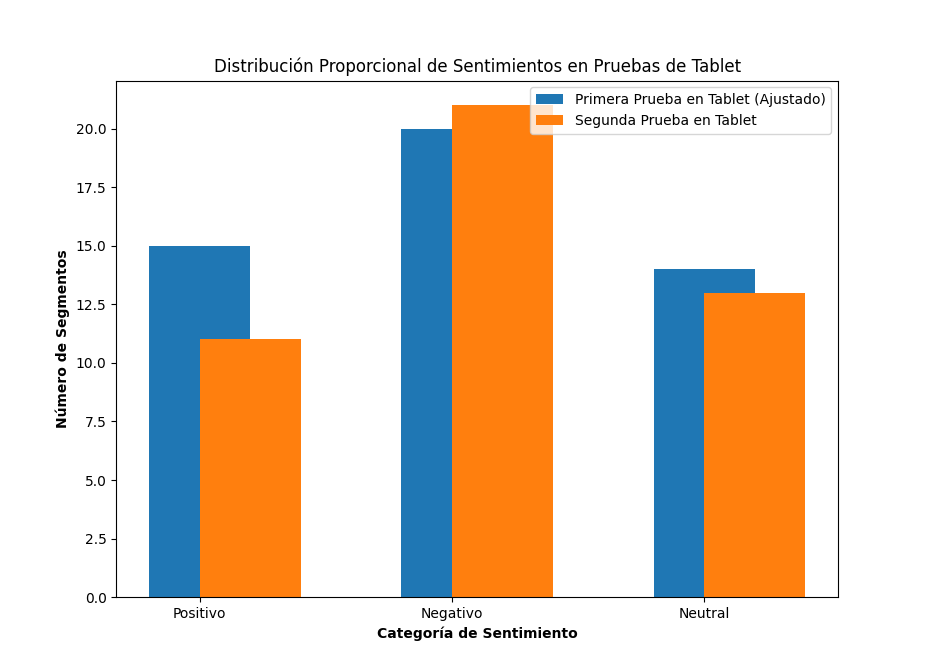 Distribución Proporcional de Sentimientos en Pruebas de Tablet
Primera Prueba en Tablet (Ajustado)
Segunda Prueba en Tablet
Número de Segmentos
20.0
17.5
15.0
12.5
10.0
7.5
5.0
2.5
0.0
Positivo
Negativo
Neutral
Categoría de Sentimiento